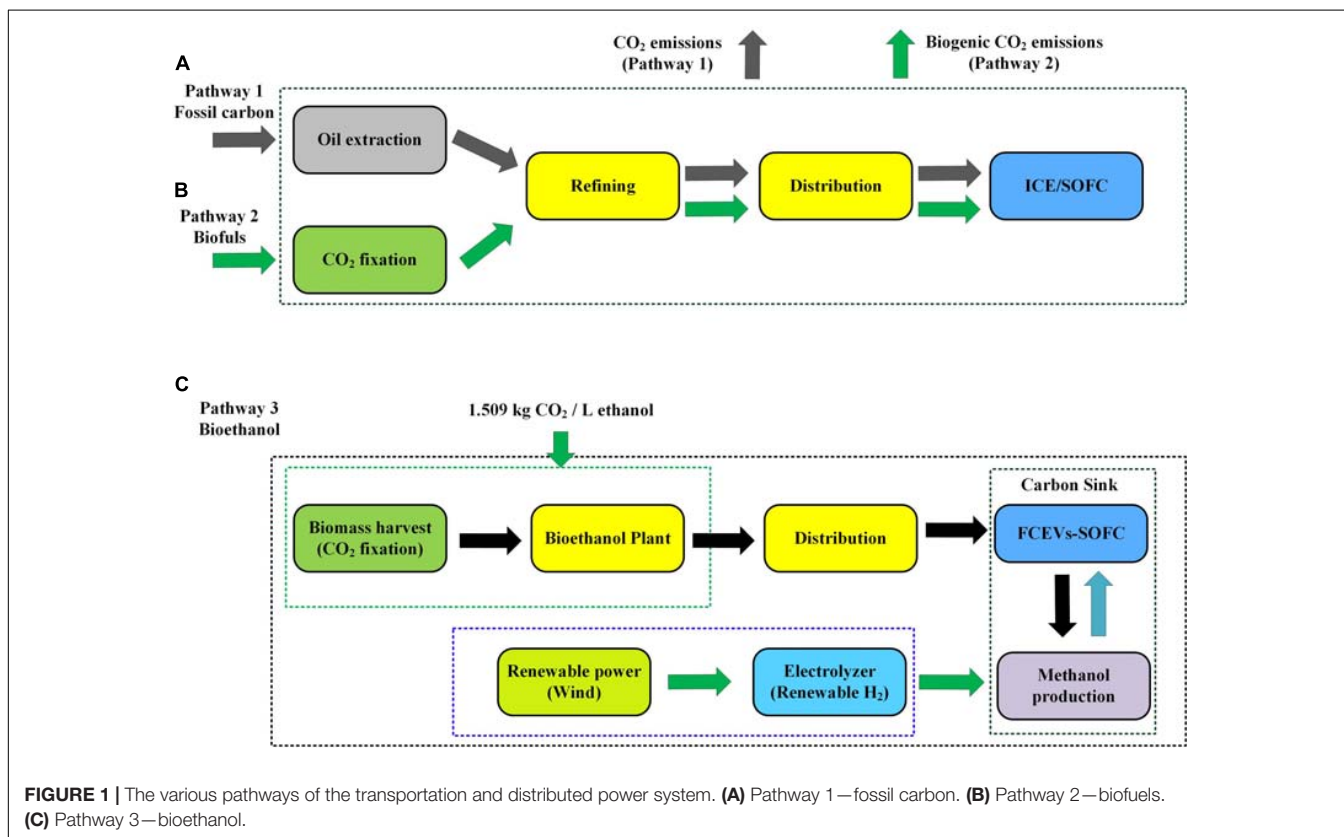 CO₂ emissions
(Pathway 1)
Biogenic CO₂ emissions
(Pathway 2)
A
Pathway 1
Fossil carbon
Oil extraction
Refining
Distribution
ICE/SOFC
B
Pathway 2
Biofuls
CO₂ fixation
C
Pathway 3
Bioethanol
1.509 kg CO₂ / L ethanol
Carbon Sink
Biomass harvest
(CO₂ fixation)
Bioethanol Plant
Distribution
FCEVs-SOFC
Renewable power
(Wind)
Electrolyzer
(Renewable H₂)
Methanol
production
FIGURE 1 | The various pathways of the transportation and distributed power system. (A) Pathway 1—fossil carbon. (B) Pathway 2—biofuels.
(C) Pathway 3—bioethanol.